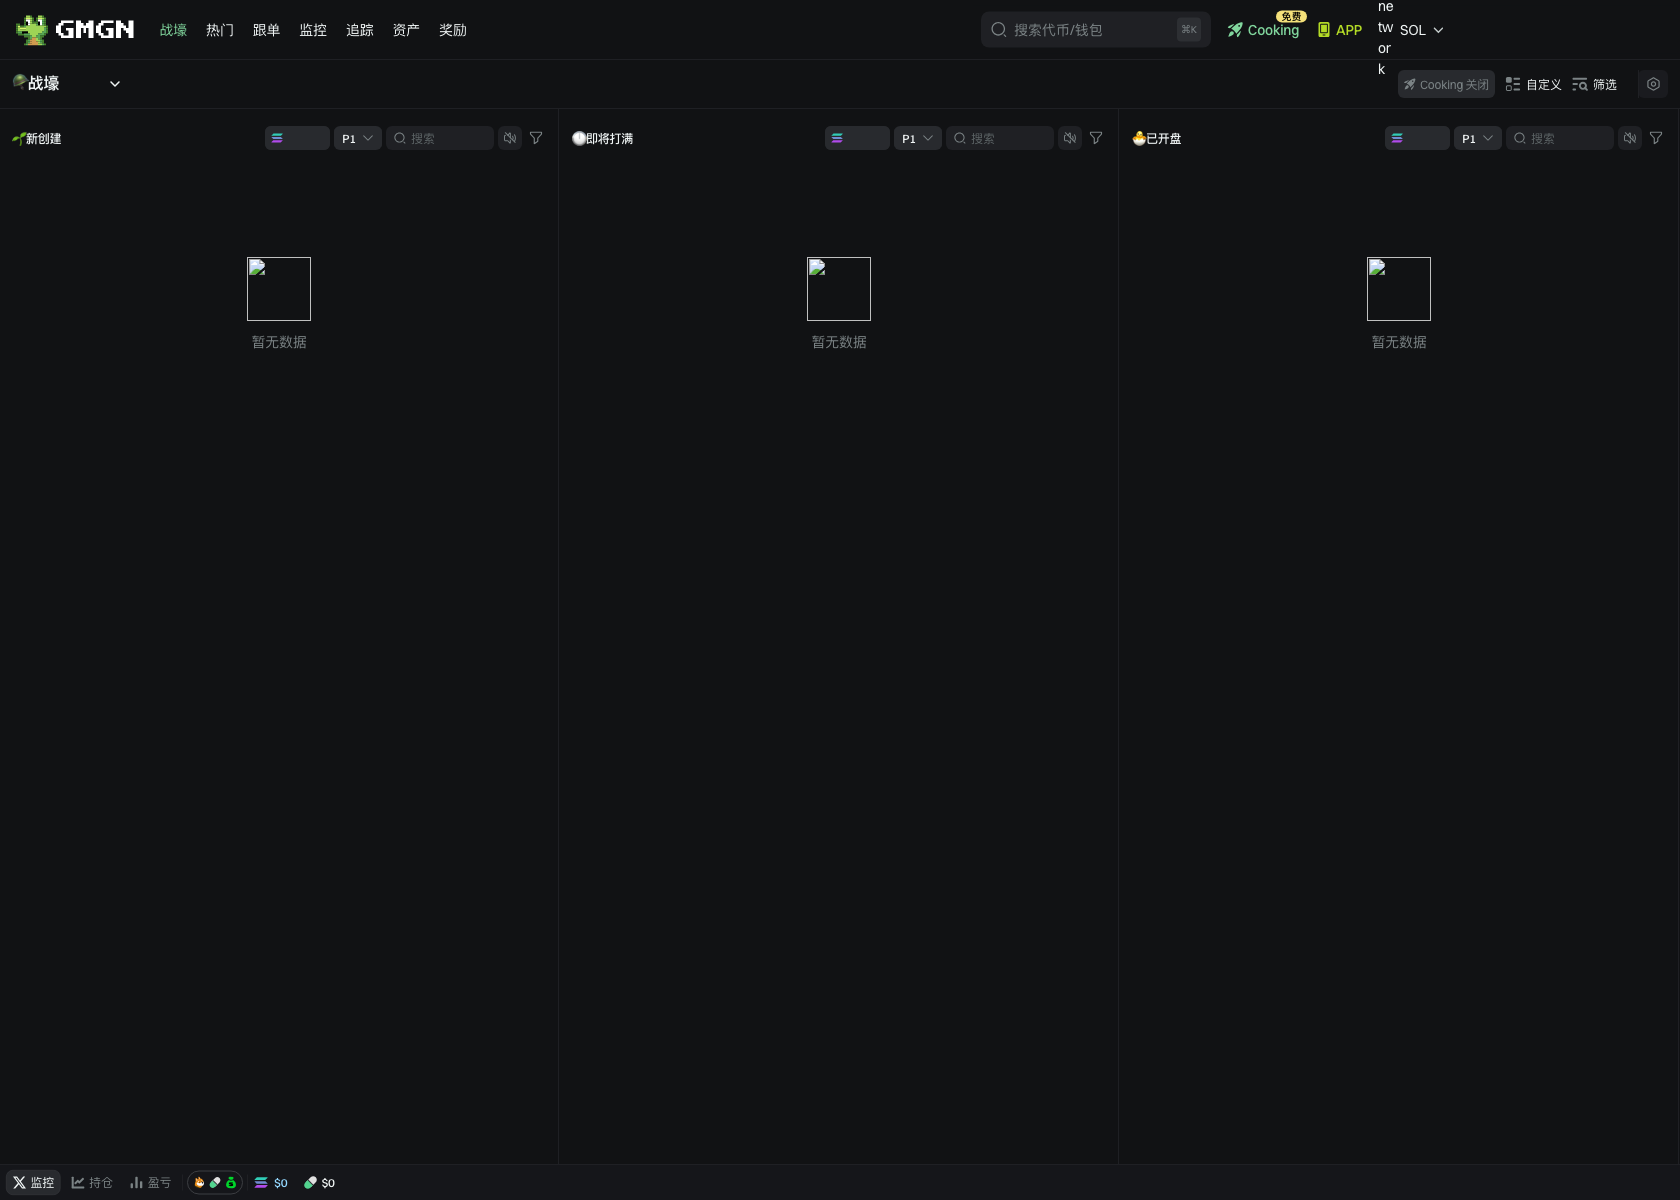 GMGN 战壕 热门 跟单 监控 追踪 资产 奖励 搜索代币/钱包 ⌘K Cooking 免费 APP network SOL
战壕 Cooking 关闭 自定义 筛选
新创建 P1 搜索
即将打满 P1 搜索
已开盘 P1 搜索
暂无数据
暂无数据
暂无数据
监控 持仓 盈亏 $0 $0